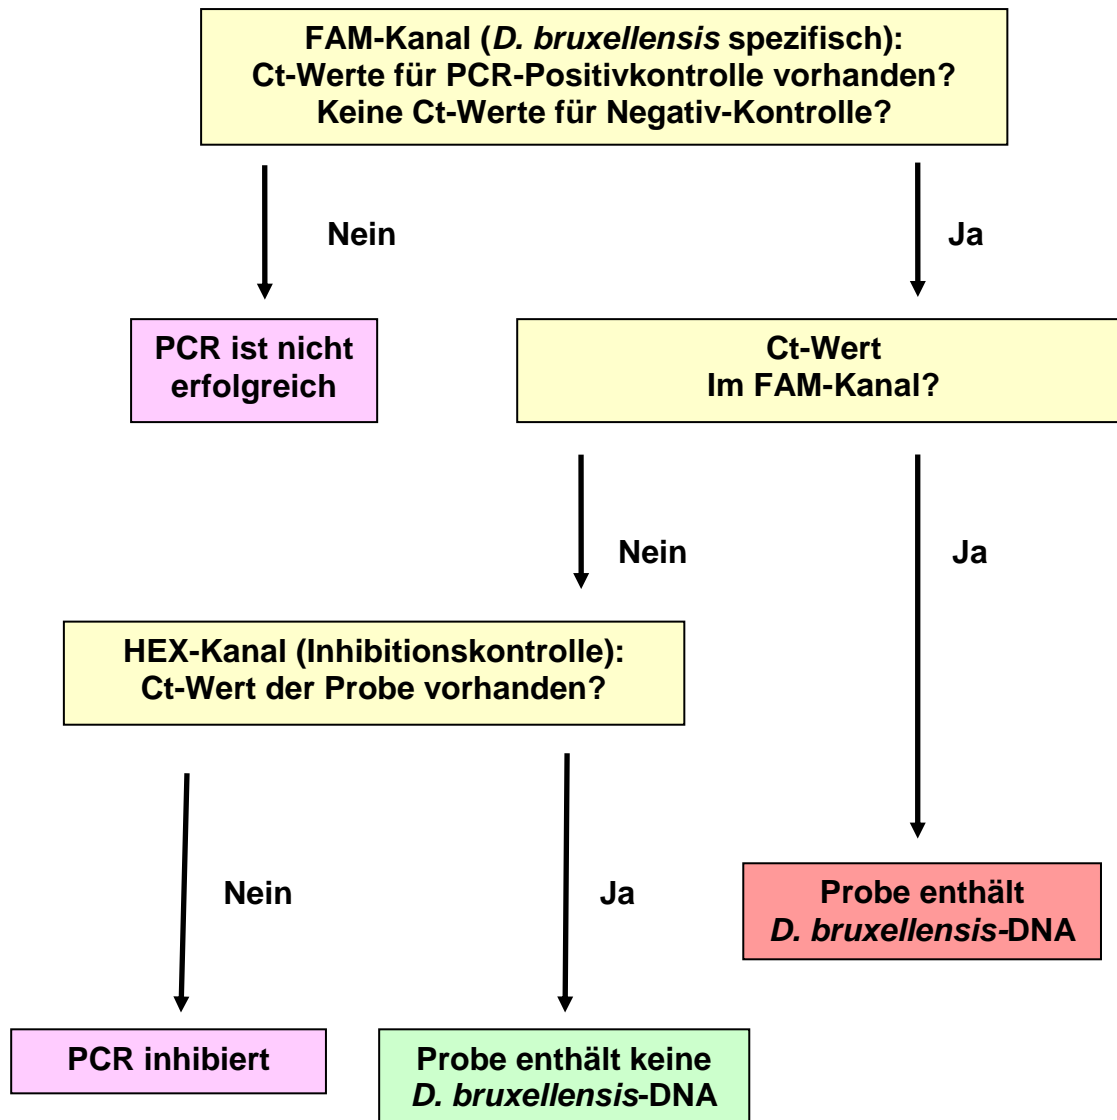 FAM-Kanal (D. bruxellensis spezifisch):
Ct-Werte für PCR-Positivkontrolle vorhanden?
Keine Ct-Werte für Negativ-Kontrolle?
Nein
Ja
PCR ist nicht
erfolgreich
Ct-Wert
Im FAM-Kanal?
Nein
Ja
HEX-Kanal (Inhibitionskontrolle):
Ct-Wert der Probe vorhanden?
Nein
Ja
Probe enthält
D. bruxellensis-DNA
PCR inhibiert
Probe enthält keine
D. bruxellensis-DNA